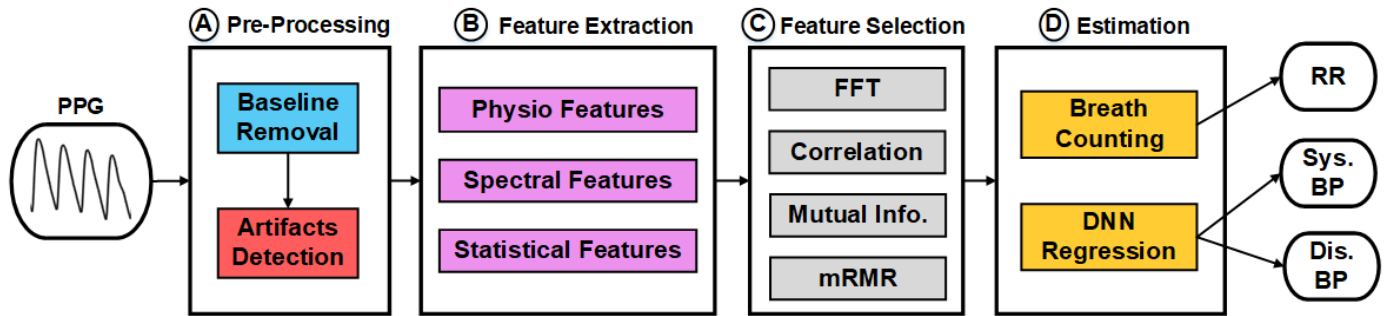 A Pre-Processing
B Feature Extraction
C Feature Selection
D Estimation
PPG
Baseline
Removal
Artifacts
Detection
Physio Features
Spectral Features
Statistical Features
FFT
Correlation
Mutual Info.
mRMR
Breath
Counting
DNN
Regression
RR
Sys.
BP
Dis.
BP